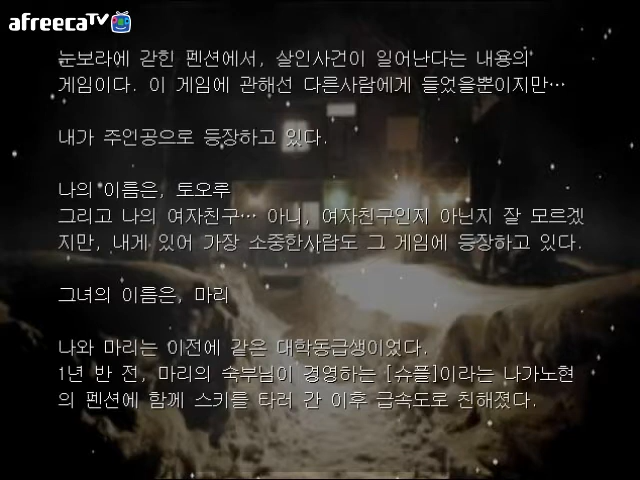 afreecaTV
눈보라에 갇힌 펜션에서, 살인사건이 일어난다는 내용의
게임이다. 이 게임에 관해선 다른사람에게 들었을뿐이지만…
내가 주인공으로 등장하고 있다.
나의 이름은, 토오루
그리고 나의 여자친구… 아니, 여자친구인지 아닌지 잘 모르겠
지만, 내게 있어 가장 소중한사람도 그 게임에 등장하고 있다.
그녀의 이름은, 마리
나와 마리는 이전에 같은 대학동급생이었다.
1년 반 전, 마리의 숙부님이 경영하는 [슈플]이라는 나가노현
의 펜션에 함께 스키를 타러 간 이후 급속도로 친해졌다.